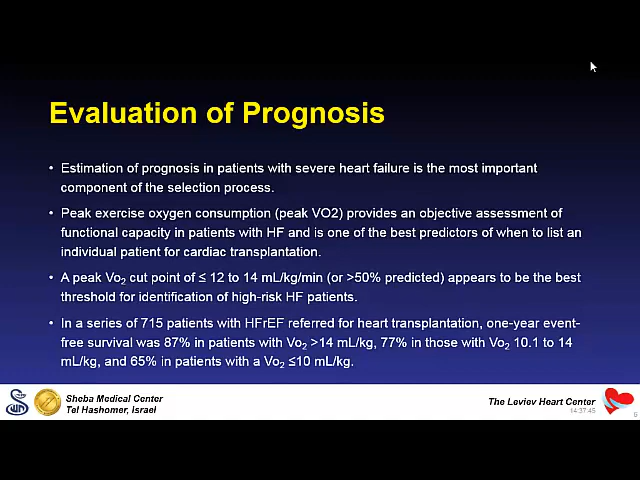 Evaluation of Prognosis
• Estimation of prognosis in patients with severe heart failure is the most important
component of the selection process.
• Peak exercise oxygen consumption (peak VO2) provides an objective assessment of
functional capacity in patients with HF and is one of the best predictors of when to list an
individual patient for cardiac transplantation.
• A peak Vo₂ cut point of ≤ 12 to 14 mL/kg/min (or >50% predicted) appears to be the best
threshold for identification of high-risk HF patients.
• In a series of 715 patients with HFrEF referred for heart transplantation, one-year event-
free survival was 87% in patients with Vo₂ >14 mL/kg, 77% in those with Vo₂ 10.1 to 14
mL/kg, and 65% in patients with a Vo₂ ≤10 mL/kg.
Sheba Medical Center
Tel Hashomer, Israel
The Leviev Heart Center
14:37:45
6